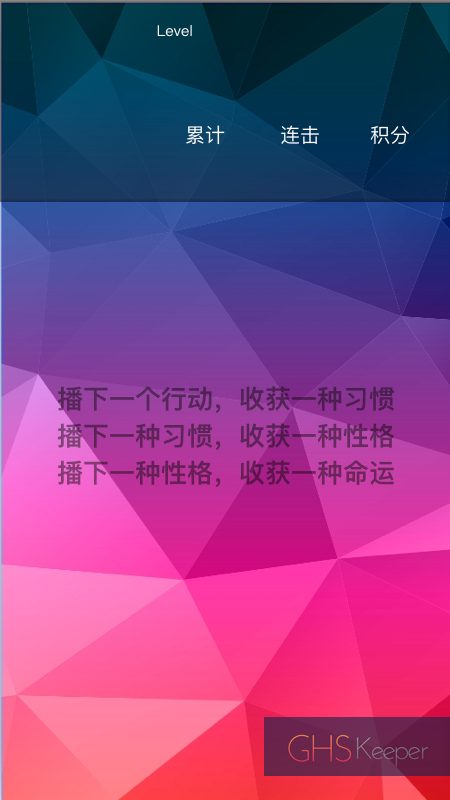 Level
累计 连击 积分
播下一个行动，收获一种习惯
播下一种习惯，收获一种性格
播下一种性格，收获一种命运
GHS Keeper